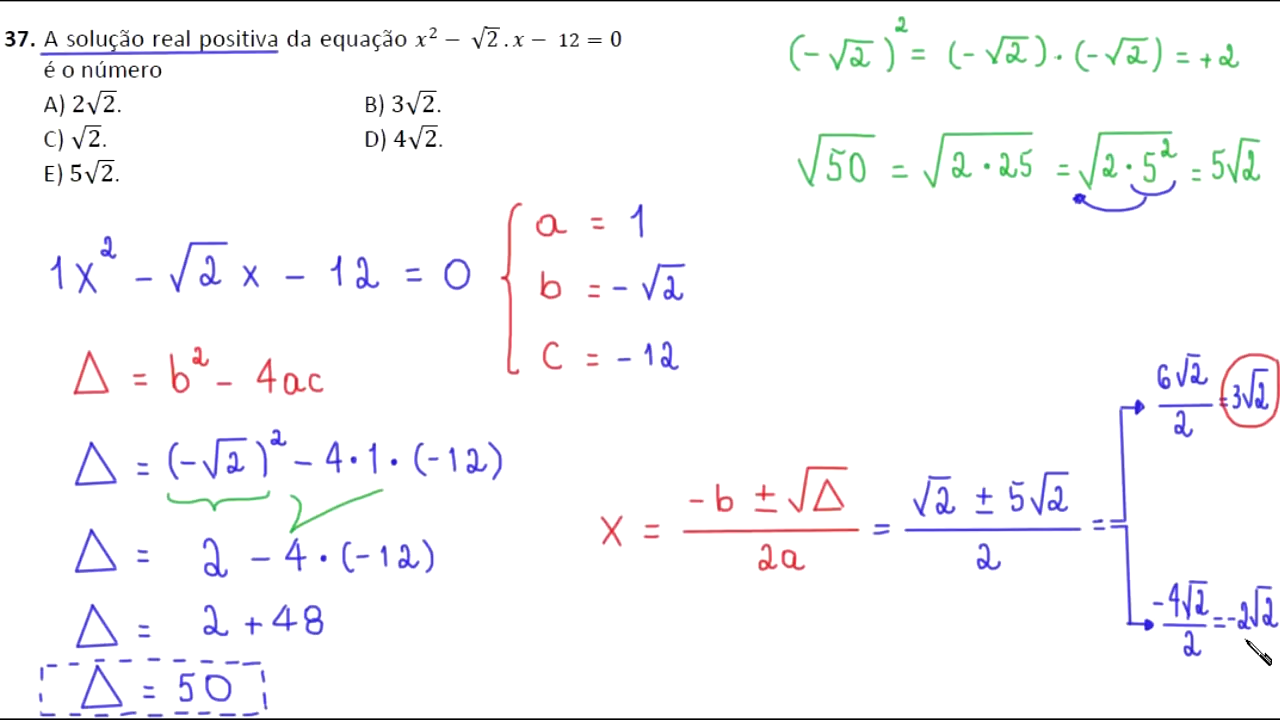 37. A solução real positiva da equação x² − √2 . x − 12 = 0
é o número
A) 2√2.
B) 3√2.
C) √2.
D) 4√2.
E) 5√2.
(-√2)² = (-√2) · (-√2) = +2
√50 = √2 · 25 = √2 · 5² = 5√2
1x² - √2 x - 12 = 0
a = 1
b = -√2
c = -12
Δ = b² - 4ac
Δ = (-√2)² - 4 · 1 · (-12)
Δ = 2 - 4 · (-12)
Δ = 2 + 48
Δ = 50
x = -b ± √Δ / 2a = √2 ± 5√2 / 2 =
6√2 / 2 = 3√2
-4√2 / 2 = -2√2